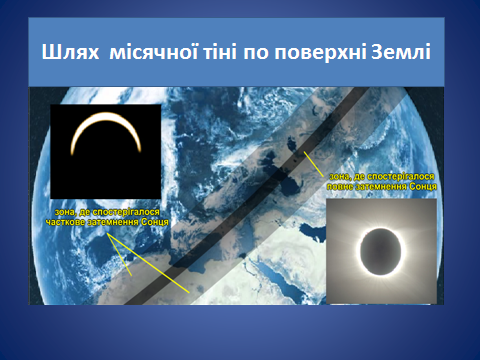 Шлях місячної тіні по поверхні Землі
зона, де спостерігалося
повне затемнення Сонця
зона, де спостерігалося
часткове затемнення Сонця